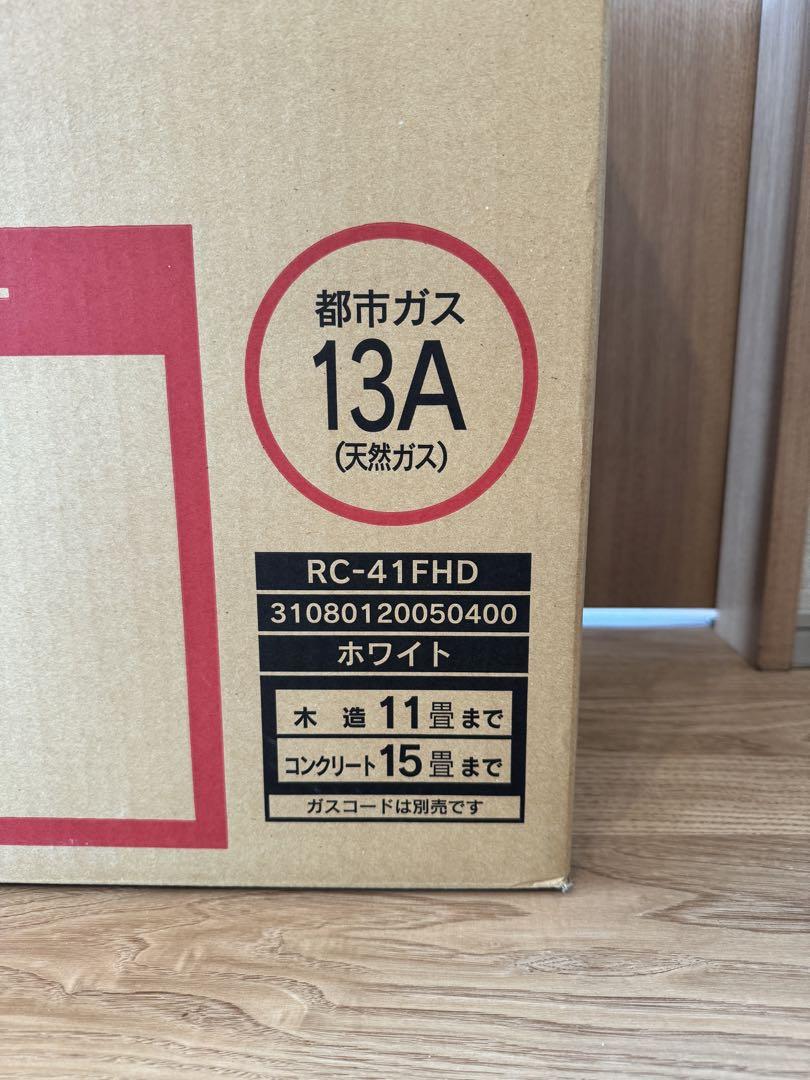 都市ガス
13A
(天然ガス)
RC-41FHD
31080120050400
ホワイト
木 造 11畳まで
コンクリート15畳まで
ガスコードは別売です